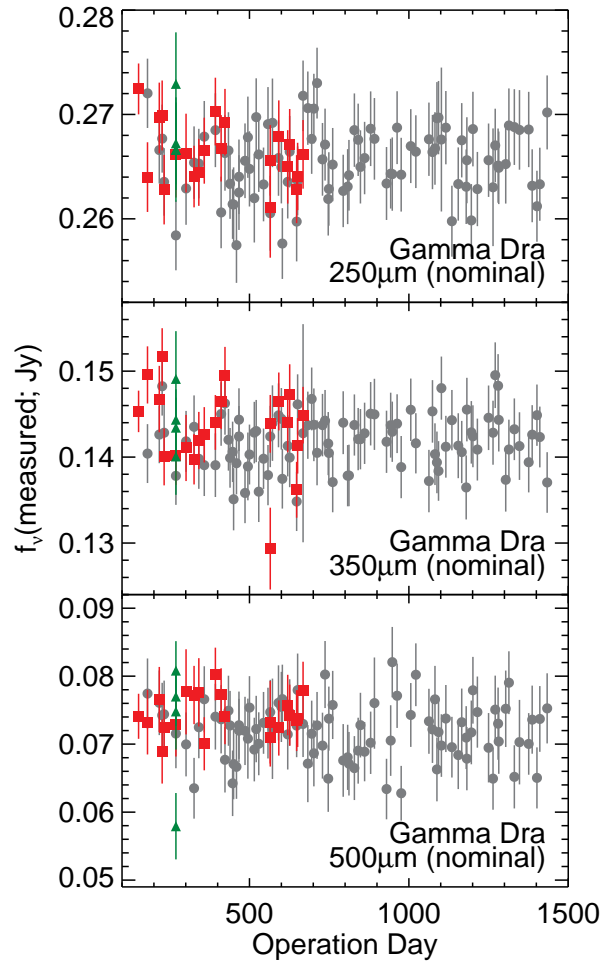 0.28
0.27
0.26
Gamma Dra
250μm (nominal)
0.15
0.14
0.13
fν(measured; Jy)
Gamma Dra
350μm (nominal)
0.09
0.08
0.07
0.06
0.05
Gamma Dra
500μm (nominal)
500 1000 1500
Operation Day